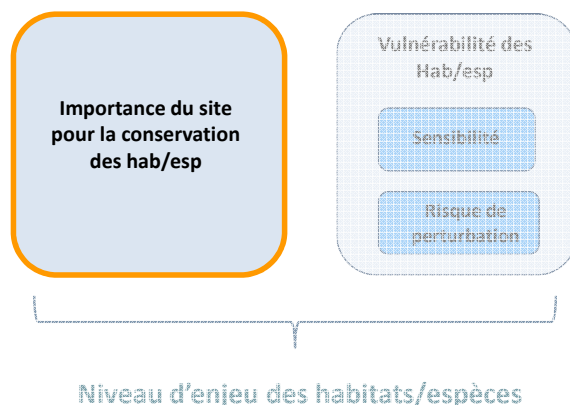 Importance du site
pour la conservation
des hab/esp
Vulnérabilité des
Hab/esp
Sensibilité
Risque de
perturbation
Niveau d'enjeu des habitats/espèces